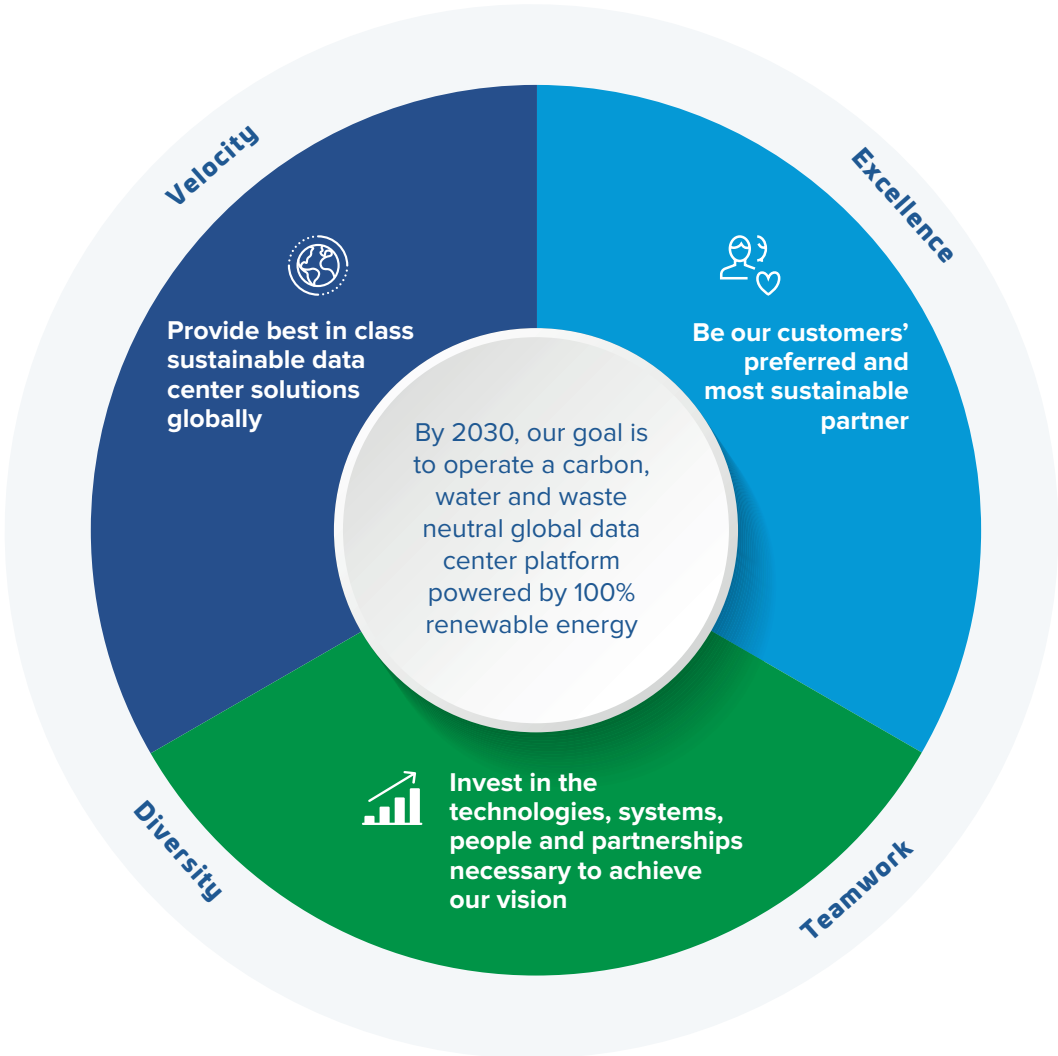 Velocity
Excellence
Provide best in class
sustainable data
center solutions
globally
Be our customers’
preferred and
most sustainable
partner
By 2030, our goal is
to operate a carbon,
water and waste
neutral global data
center platform
powered by 100%
renewable energy
Invest in the
technologies, systems,
people and partnerships
necessary to achieve
our vision
Diversity
Teamwork